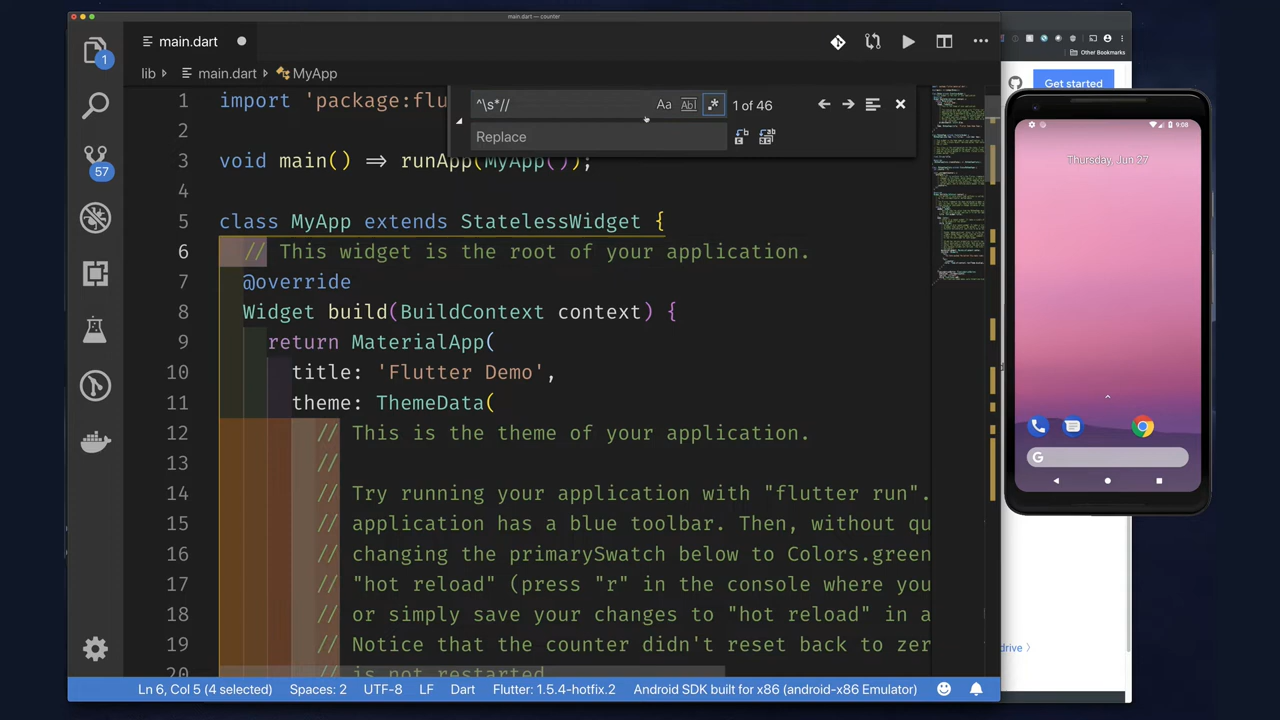 main.dart — counter
main.dart
lib main.dart MyApp
^\s*// Aa Abl .* 1 of 46
Replace
1 import 'package:flu
2
3 void main() => runApp(MyApp());
4
5 class MyApp extends StatelessWidget {
6 // This widget is the root of your application.
7 @override
8 Widget build(BuildContext context) {
9 return MaterialApp(
10 title: 'Flutter Demo',
11 theme: ThemeData(
12 // This is the theme of your application.
13 //
14 // Try running your application with "flutter run".
15 // application has a blue toolbar. Then, without qu
16 // changing the primarySwatch below to Colors.green
17 // "hot reload" (press "r" in the console where you
18 // or simply save your changes to "hot reload" in a
19 // Notice that the counter didn't reset back to zer
20 // is not restarted
1
57
Ln 6, Col 5 (4 selected) Spaces: 2 UTF-8 LF Dart Flutter: 1.5.4-hotfix.2 Android SDK built for x86 (android-x86 Emulator)
Other Bookmarks
Get started
9:08
Thursday, Jun 27
G
drive 〉